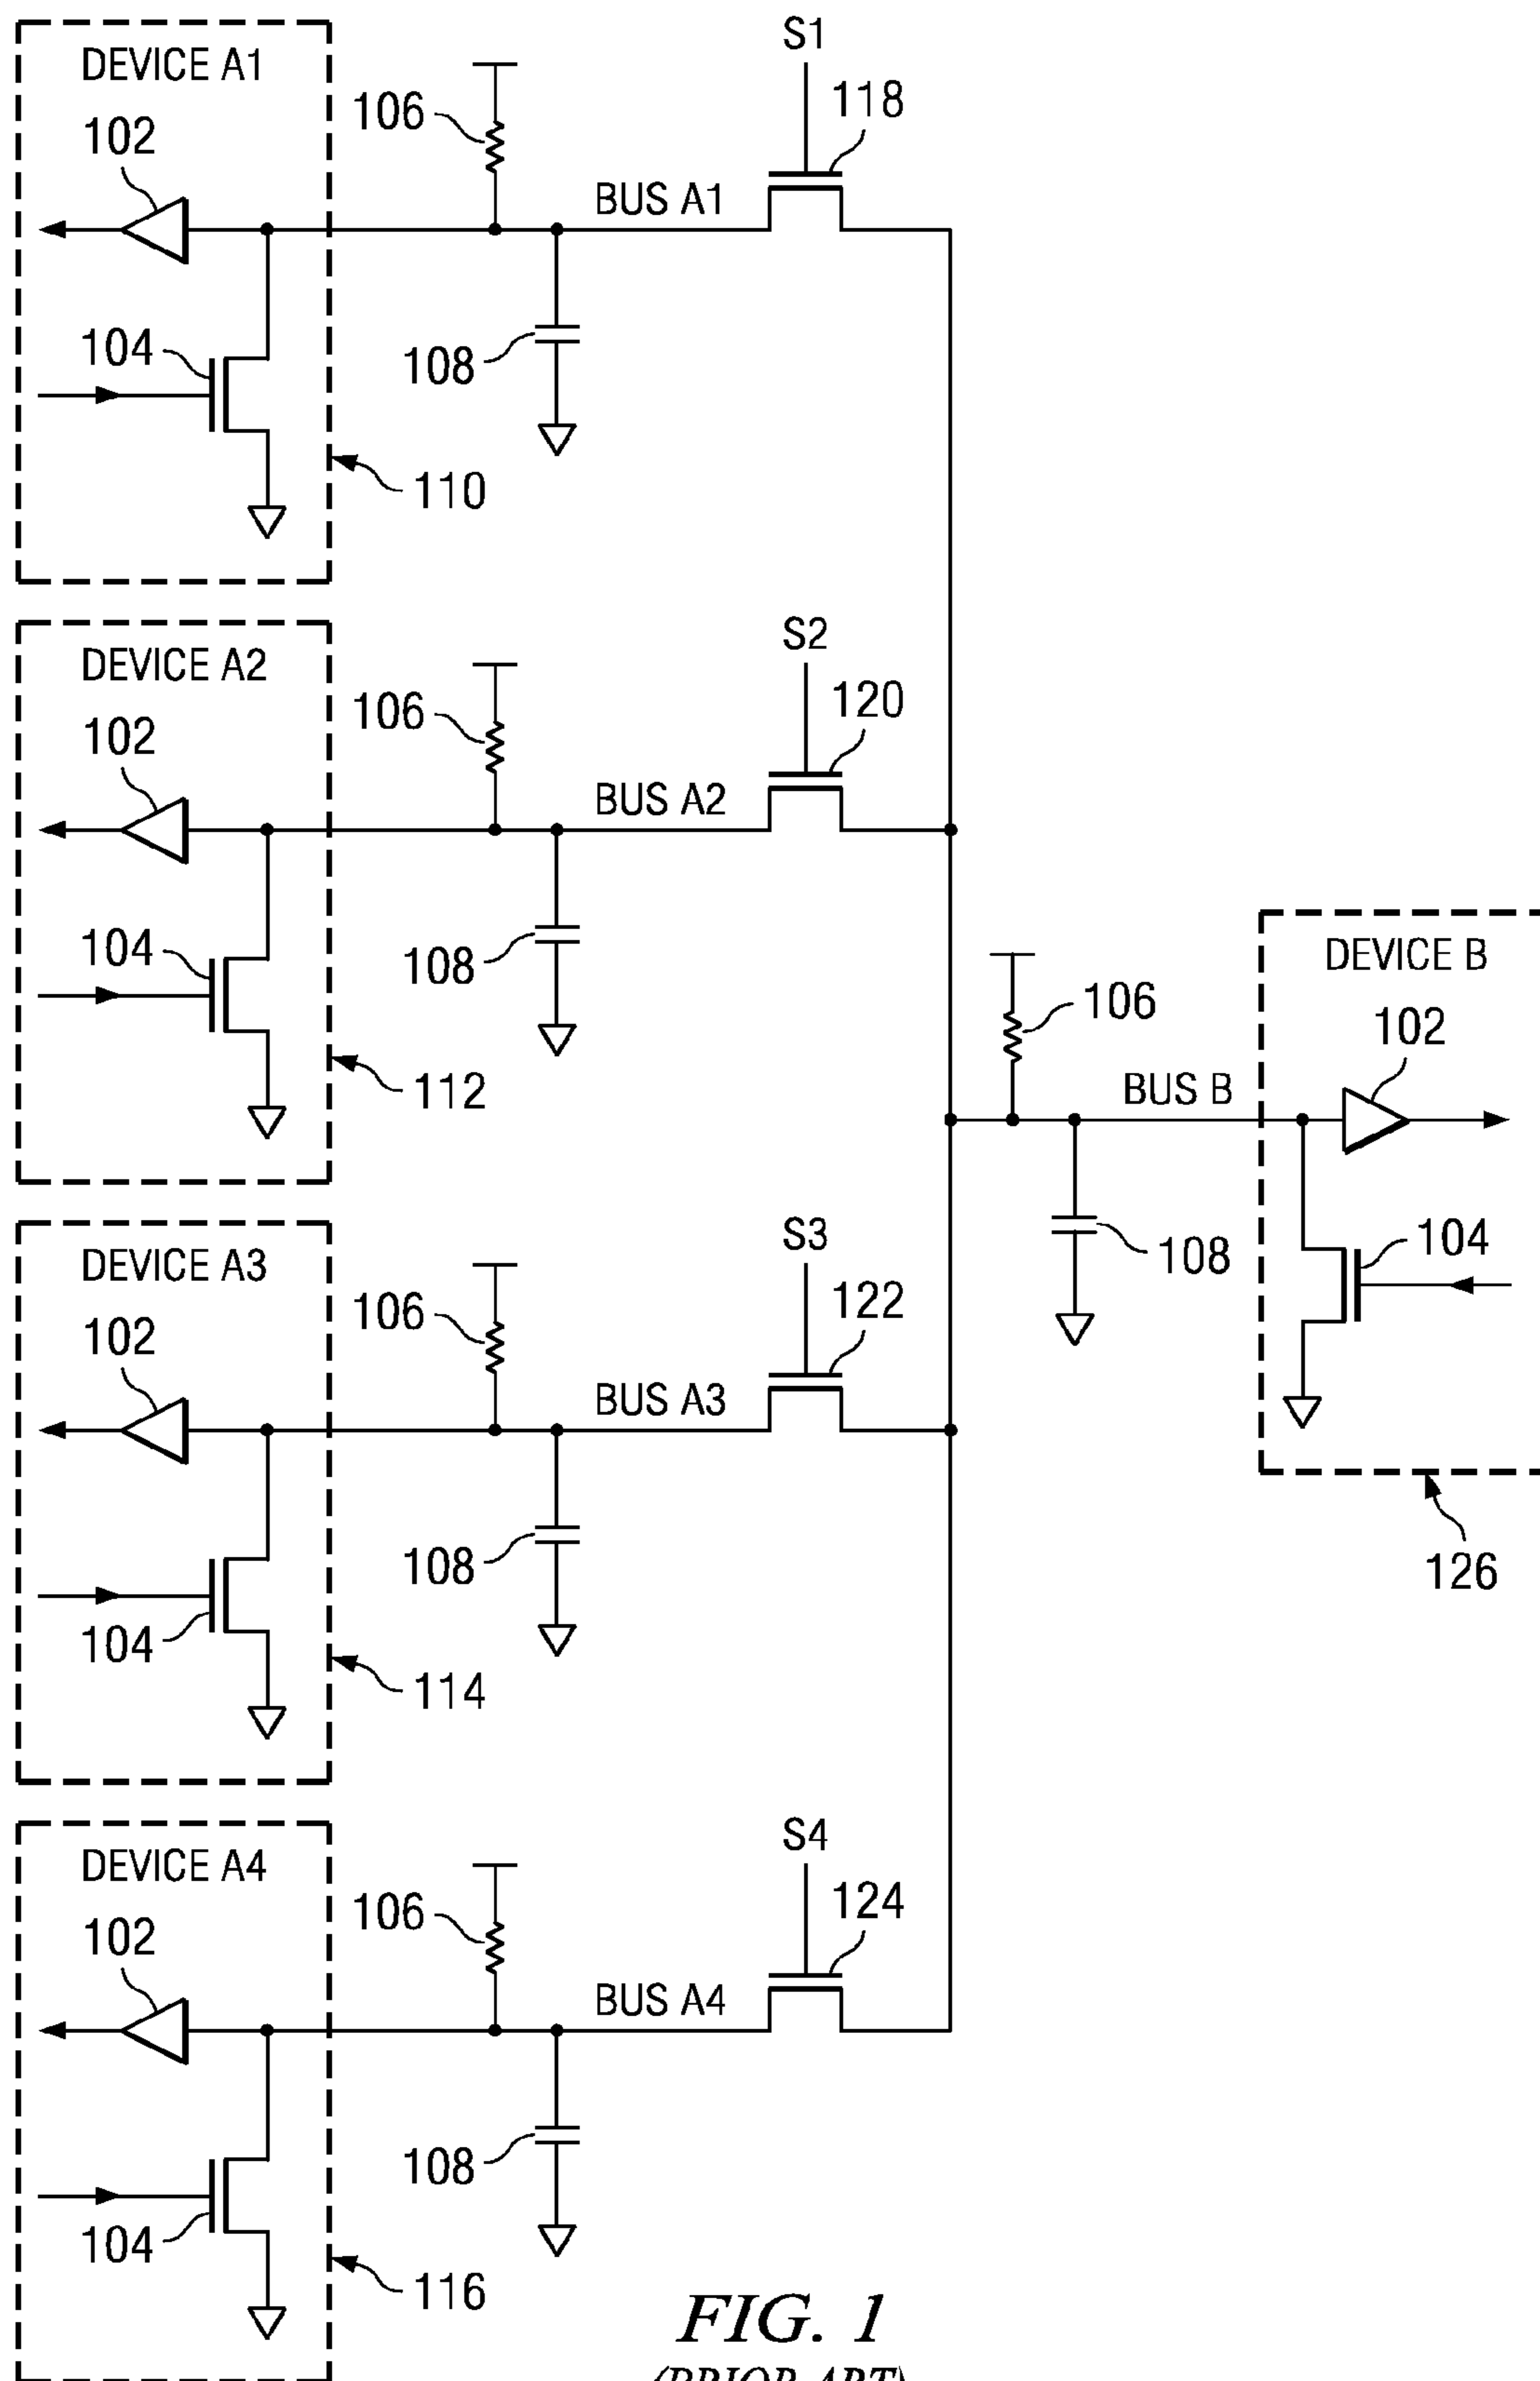 S1
DEVICE A1
106
118
102
BUS A1
104
108
110
S2
DEVICE A2
106
120
102
BUS A2
104
108
112
DEVICE B
106
102
BUS B
S3
DEVICE A3
104
108
106
122
102
BUS A3
108
126
104
114
S4
DEVICE A4
106
124
102
BUS A4
108
104
116
FIG. 1
(PRIOR ART)